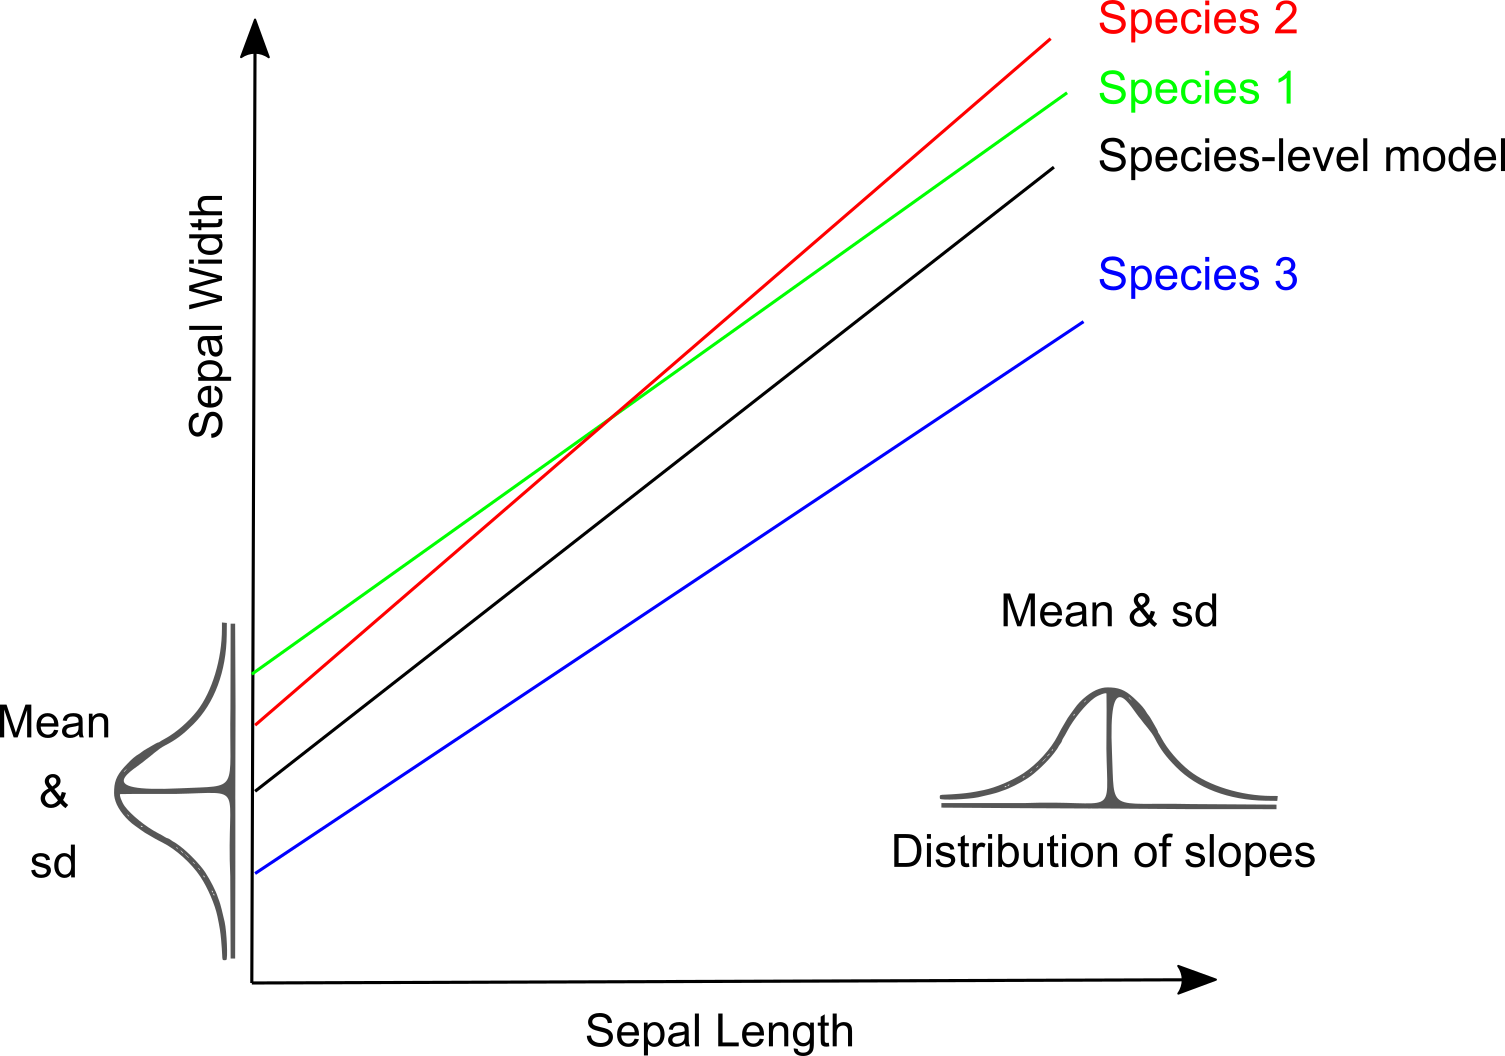 Species 2
Species 1
Species-level model
Species 3
Sepal Width
Mean & sd
Mean
&
sd
Distribution of slopes
Sepal Length